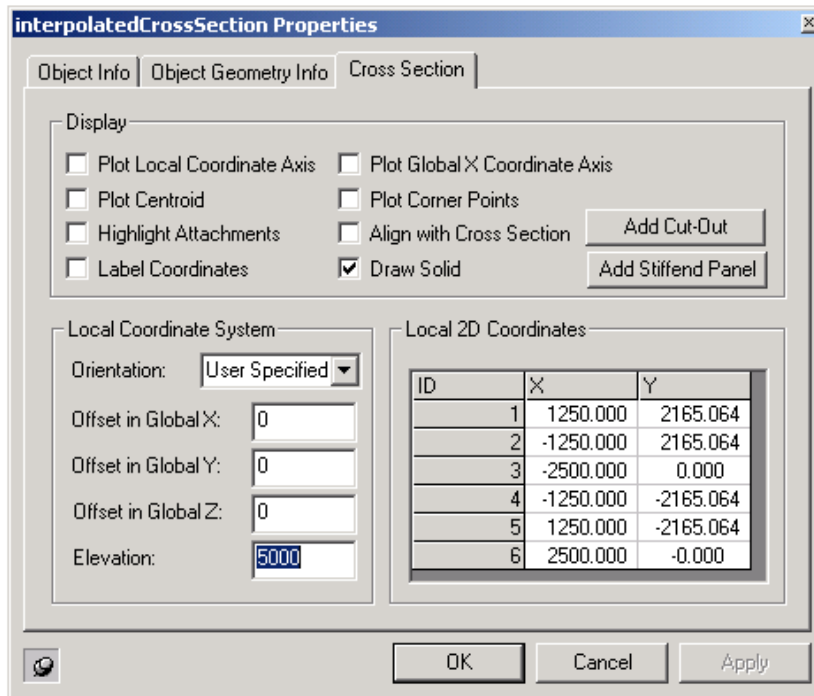 interpolatedCrossSection Properties
Object Info Object Geometry Info Cross Section
Display
Plot Local Coordinate Axis Plot Global X Coordinate Axis
Plot Centroid Plot Corner Points
Highlight Attachments Align with Cross Section Add Cut-Out
Label Coordinates Draw Solid Add Stiffend Panel
Local Coordinate System Local 2D Coordinates
Orientation: User Specified
ID X Y
Offset in Global X: 0
1 1250.000 2165.064
2 -1250.000 2165.064
Offset in Global Y: 0
3 -2500.000 0.000
4 -1250.000 -2165.064
Offset in Global Z: 0
5 1250.000 -2165.064
6 2500.000 -0.000
Elevation: 5000
OK Cancel Apply